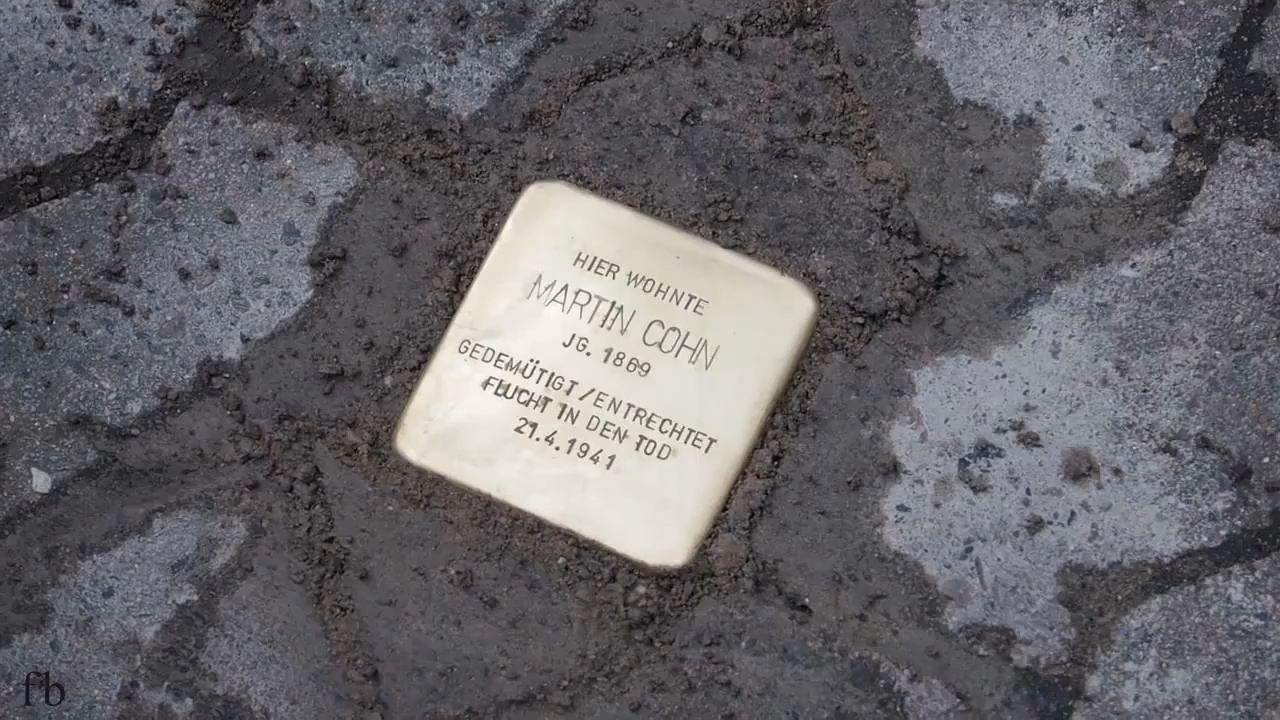 HIER WOHNTE
MARTIN COHN
JG. 1869
GEDEMÜTIGT/ENTRECHTET
FLUCHT IN DEN TOD
21.4.1941
fb